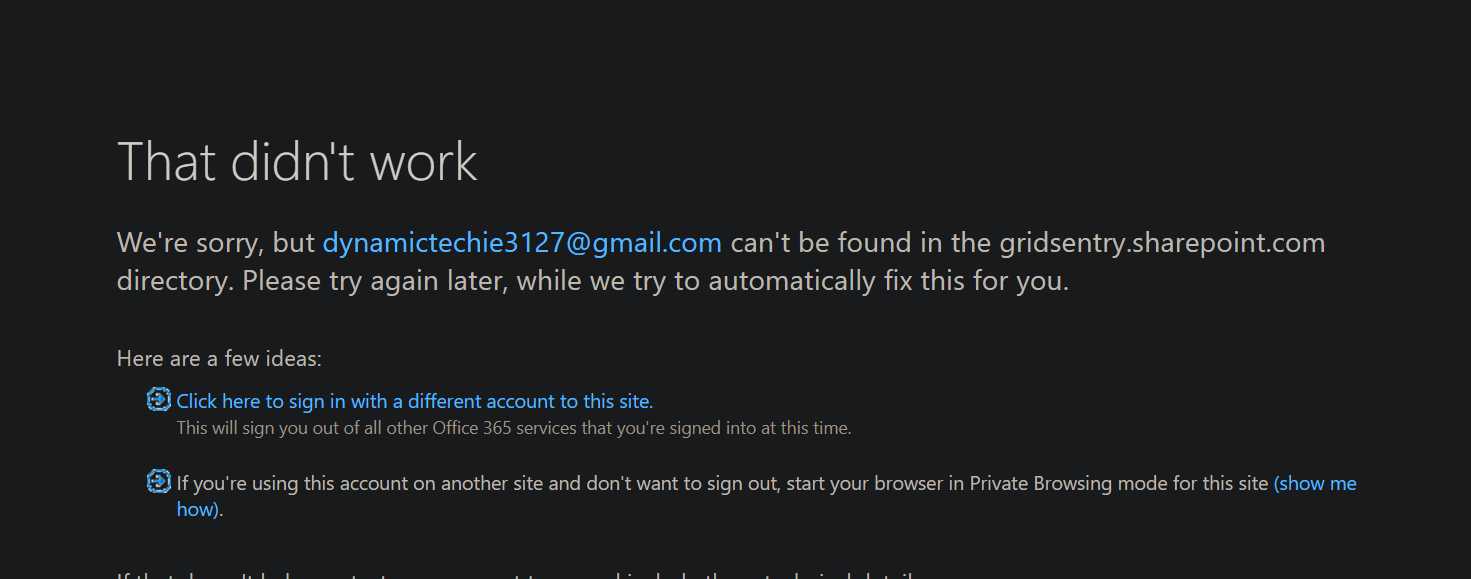 That didn't work
We're sorry, but dynamictechie3127@gmail.com can't be found in the gridsentry.sharepoint.com
directory. Please try again later, while we try to automatically fix this for you.
Here are a few ideas:
Click here to sign in with a different account to this site.
This will sign you out of all other Office 365 services that you're signed into at this time.
If you're using this account on another site and don't want to sign out, start your browser in Private Browsing mode for this site (show me
how).